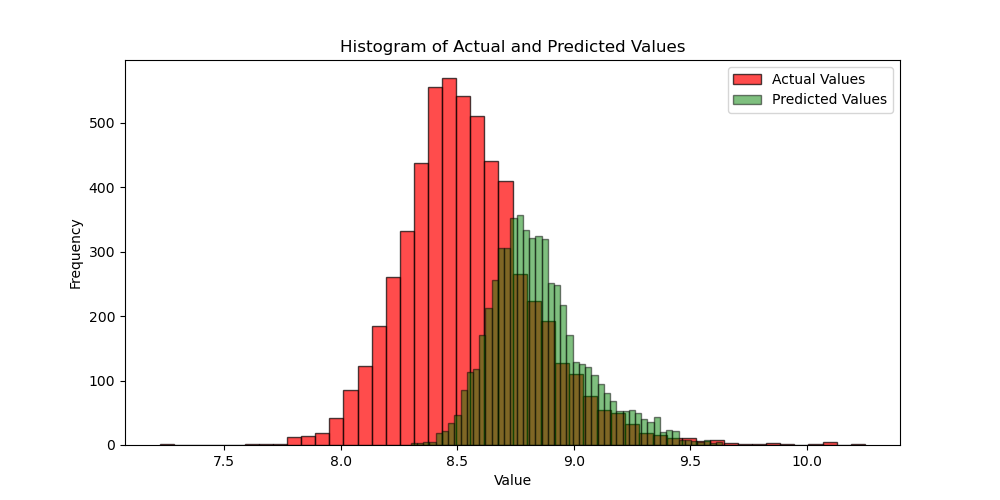 Histogram of Actual and Predicted Values
Actual Values
Predicted Values
Frequency
500
400
300
200
100
0
7.5 8.0 8.5 9.0 9.5 10.0
Value